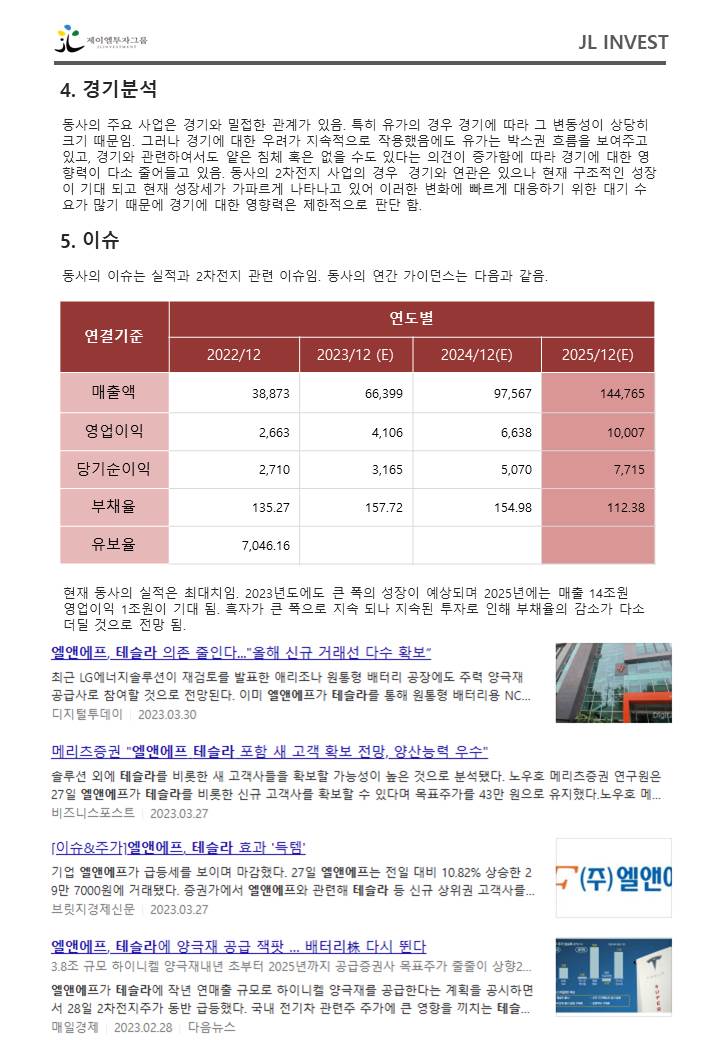 제이엘투자그룹
JL INVESTMENT
JL INVEST
4. 경기분석
동사의 주요 사업은 경기와 밀접한 관계가 있음. 특히 유가의 경우 경기에 따라 그 변동성이 상당히
크기 때문임. 그러나 경기에 대한 우려가 지속적으로 작용했음에도 유가는 박스권 흐름을 보여주고
있고, 경기와 관련하여서도 얕은 침체 혹은 없을 수도 있다는 의견이 증가함에 따라 경기에 대한 영
향력이 다소 줄어들고 있음. 동사의 2차전지 사업의 경우 경기와 연관은 있으나 현재 구조적인 성장
이 기대 되고 현재 성장세가 가파르게 나타나고 있어 이러한 변화에 빠르게 대응하기 위한 대기 수
요가 많기 때문에 경기에 대한 영향력은 제한적으로 판단 함.
5. 이슈
동사의 이슈는 실적과 2차전지 관련 이슈임. 동사의 연간 가이던스는 다음과 같음.
연결기준 연도별
2022/12 2023/12 (E) 2024/12(E) 2025/12(E)
매출액 38,873 66,399 97,567 144,765
영업이익 2,663 4,106 6,638 10,007
당기순이익 2,710 3,165 5,070 7,715
부채율 135.27 157.72 154.98 112.38
유보율 7,046.16
현재 동사의 실적은 최대치임. 2023년도에도 큰 폭의 성장이 예상되며 2025년에는 매출 14조원
영업이익 1조원이 기대 됨. 흑자가 큰 폭으로 지속 되나 지속된 투자로 인해 부채율의 감소가 다소
더딜 것으로 전망 됨.
엘앤에프, 테슬라 의존 줄인다..."올해 신규 거래선 다수 확보"
최근 LG에너지솔루션이 재검토를 발표한 애리조나 원통형 배터리 공장에도 주력 양극재
공급사로 참여할 것으로 전망된다. 이미 엘앤에프가 테슬라를 통해 원통형 배터리용 NC...
디지털투데이 2023.03.30
메리츠증권 "엘앤에프 테슬라 포함 새 고객 확보 전망, 양산능력 우수"
솔루션 외에 테슬라를 비롯한 새 고객사들을 확보할 가능성이 높은 것으로 분석됐다. 노우호 메리츠증권 연구원은
27일 엘앤에프가 테슬라를 비롯한 신규 고객사를 확보할 수 있다며 목표주가를 43만 원으로 유지했다.노우호 메...
비즈니스포스트 2023.03.27
[이슈&주가]엘앤에프, 테슬라 효과 '득템'
기업 엘앤에프가 급등세를 보이며 마감했다. 27일 엘앤에프는 전일 대비 10.82% 상승한 2
9만 7000원에 거래됐다. 증권가에서 엘앤에프와 관련해 테슬라 등 신규 상위권 고객사를...
브릿지경제신문 2023.03.27
(주)엘앤에
엘앤에프, 테슬라에 양극재 공급 잭팟 ... 배터리株 다시 뛴다
3.8조 규모 하이니켈 양극재내년 초부터 2025년까지 공급증권사 목표주가 줄줄이 상향2...
엘앤에프가 테슬라에 작년 연매출 규모로 하이니켈 양극재를 공급한다는 계획을 공시하면
서 28일 2차전지주가 동반 급등했다. 국내 전기차 관련주 주가에 큰 영향을 끼치는 테슬...
매일경제 2023.02.28 다음뉴스